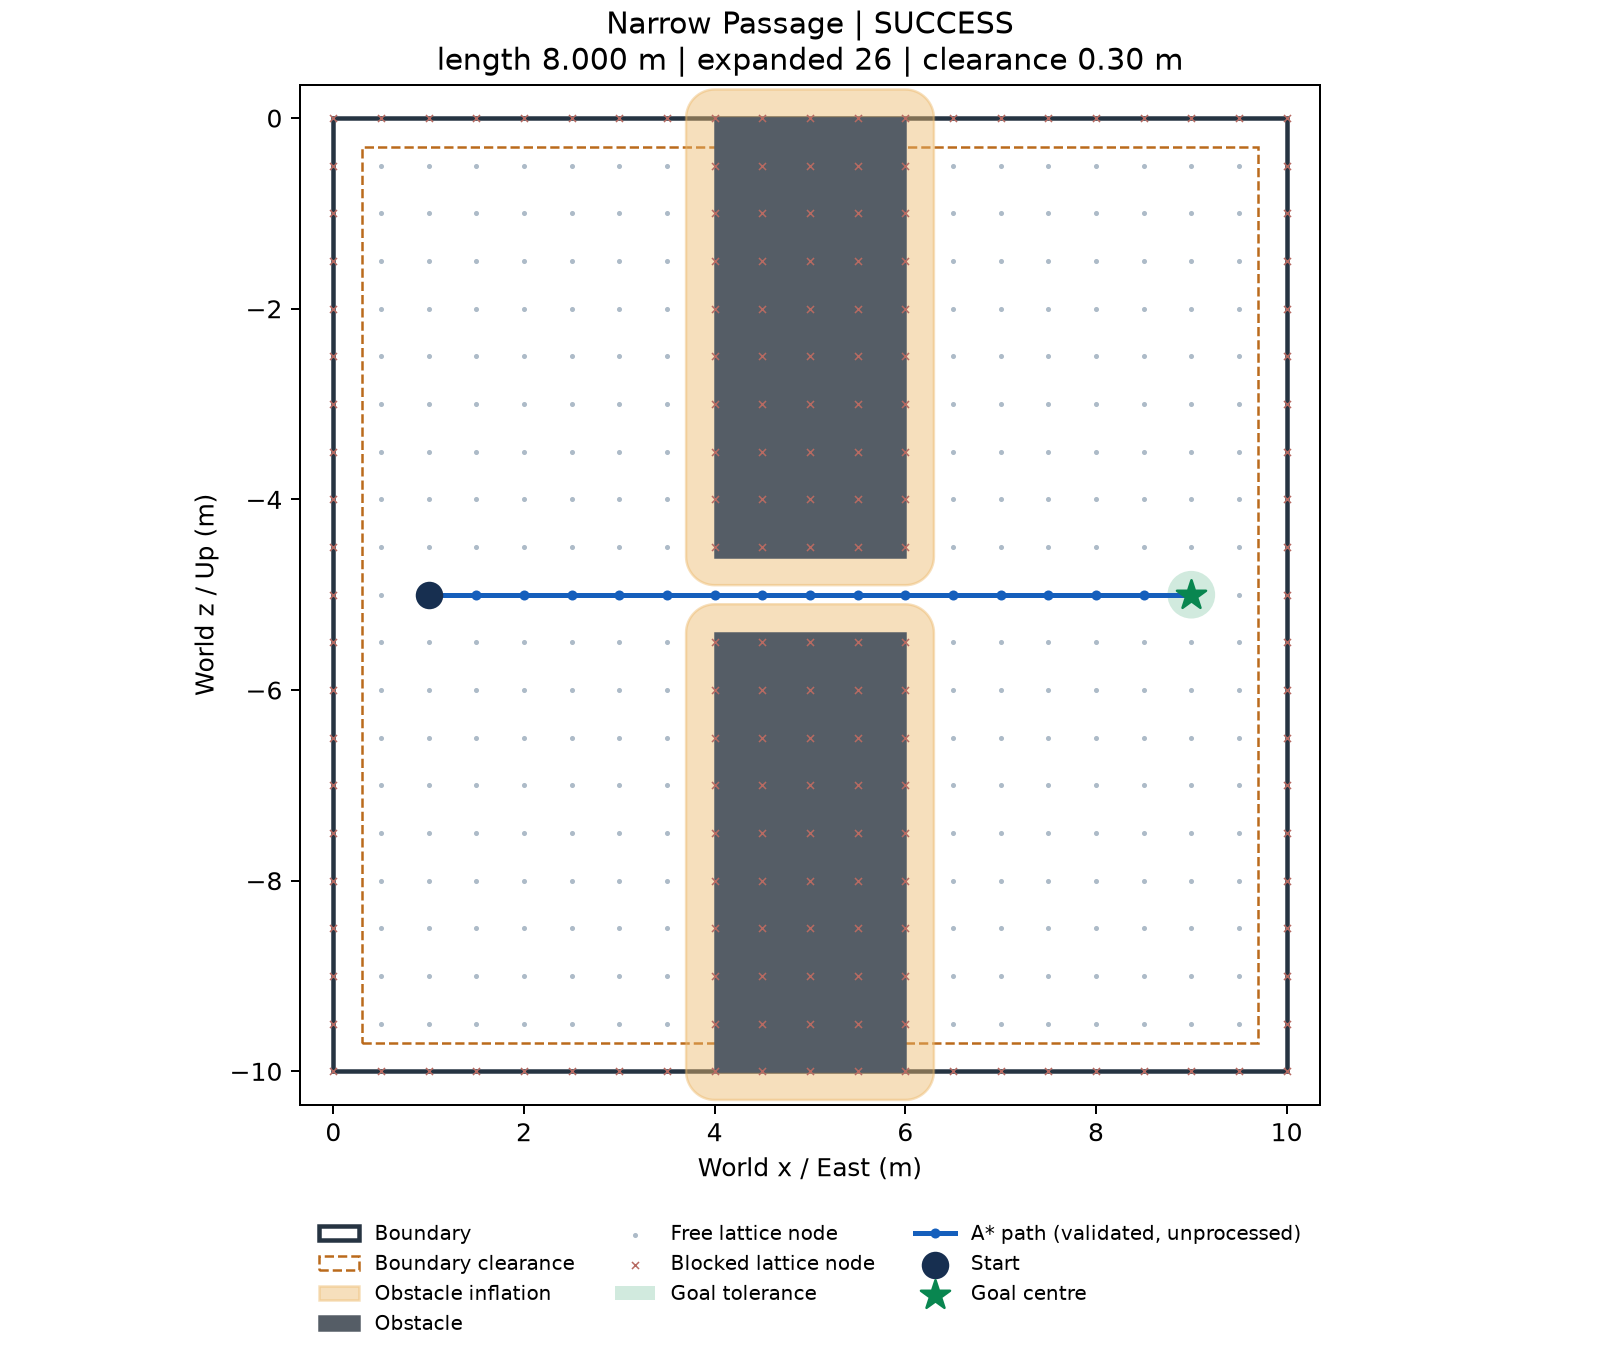 Narrow Passage | SUCCESS
length 8.000 m | expanded 26 | clearance 0.30 m
0
−2
−4
−6
−8
−10
World z / Up (m)
0 2 4 6 8 10
World x / East (m)
Boundary
Boundary clearance
Obstacle inflation
Obstacle
Free lattice node
Blocked lattice node
Goal tolerance
A* path (validated, unprocessed)
Start
Goal centre